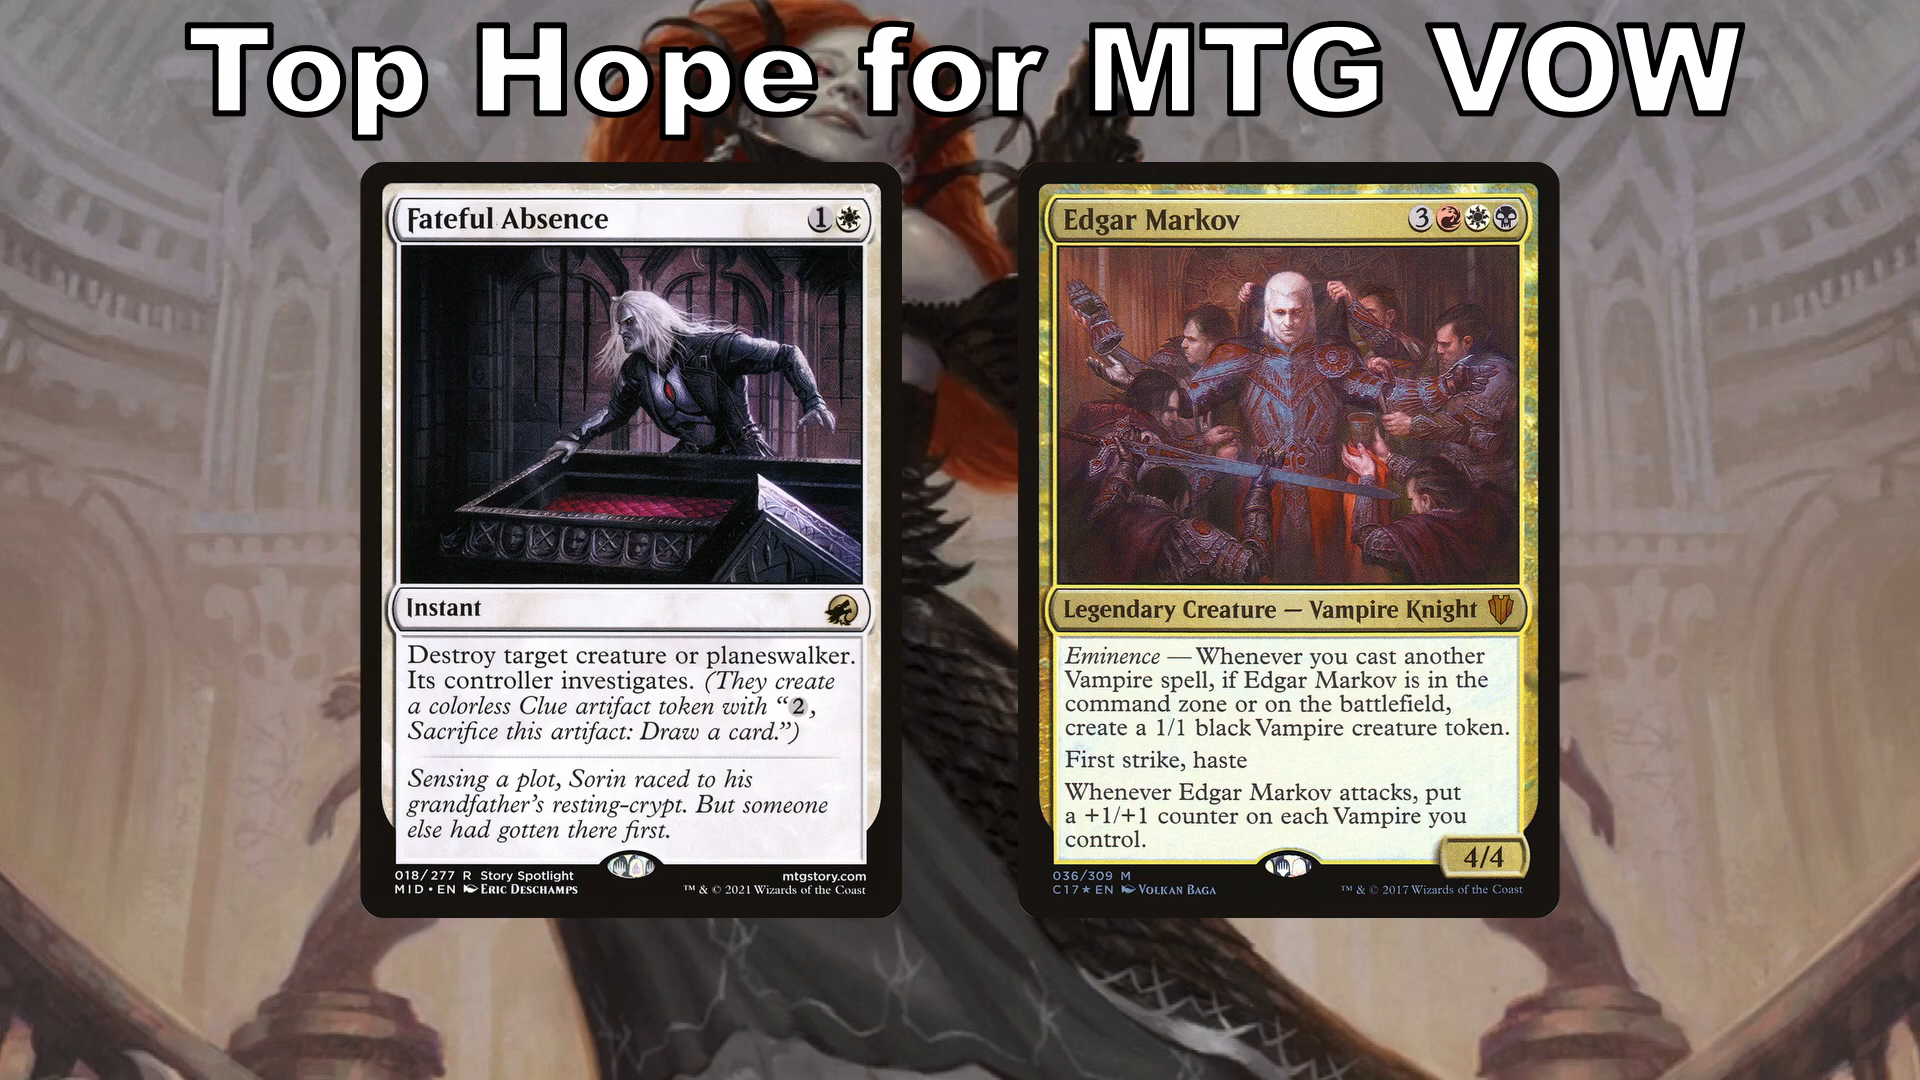 Top Hope for MTG VOW
Fateful Absence 1
Instant
Destroy target creature or planeswalker.
Its controller investigates. (They create
a colorless Clue artifact token with “2,
Sacrifice this artifact: Draw a card.”)
Sensing a plot, Sorin raced to his
grandfather's resting-crypt. But someone
else had gotten there first.
018/277 R Story Spotlight
mtgstory.com
MID • EN Eric Deschamps
™ & © 2021 Wizards of the Coast
Edgar Markov 3
Legendary Creature — Vampire Knight
Eminence — Whenever you cast another
Vampire spell, if Edgar Markov is in the
command zone or on the battlefield,
create a 1/1 black Vampire creature token.
First strike, haste
Whenever Edgar Markov attacks, put
a +1/+1 counter on each Vampire you
control.
4/4
036/309 M
C17★EN Volkan Baga
™ & © 2017 Wizards of the Coast